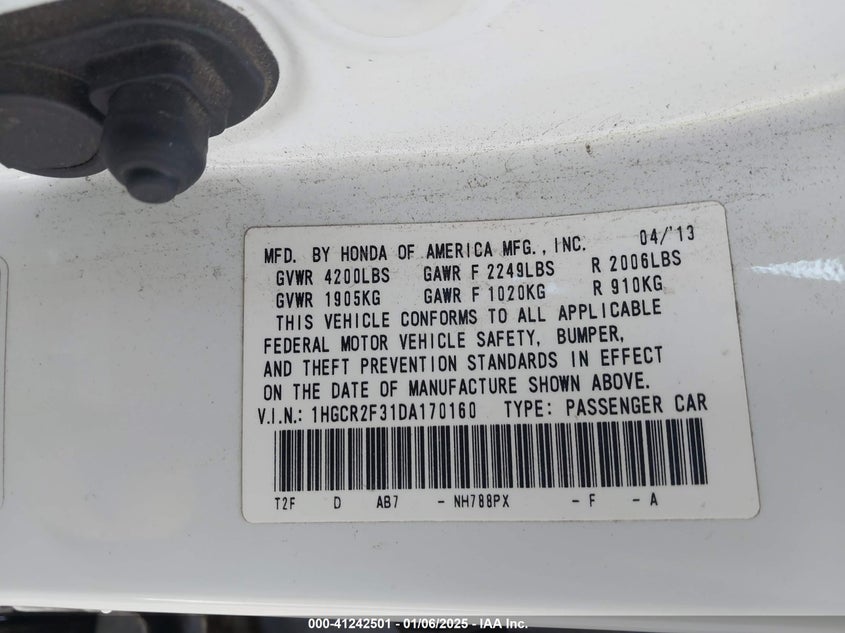 MFD. BY HONDA OF AMERICA MFG., INC. 04/'13
GVWR 4200LBS GAWR F 2249LBS R 2006LBS
GVWR 1905KG GAWR F 1020KG R 910KG
THIS VEHICLE CONFORMS TO ALL APPLICABLE
FEDERAL MOTOR VEHICLE SAFETY, BUMPER,
AND THEFT PREVENTION STANDARDS IN EFFECT
ON THE DATE OF MANUFACTURE SHOWN ABOVE.
V.I.N.: 1HGCR2F31DA170160 TYPE: PASSENGER CAR
T2F D AB7 - NH788PX - F - A
000-41242501 - 01/06/2025 - IAA Inc.